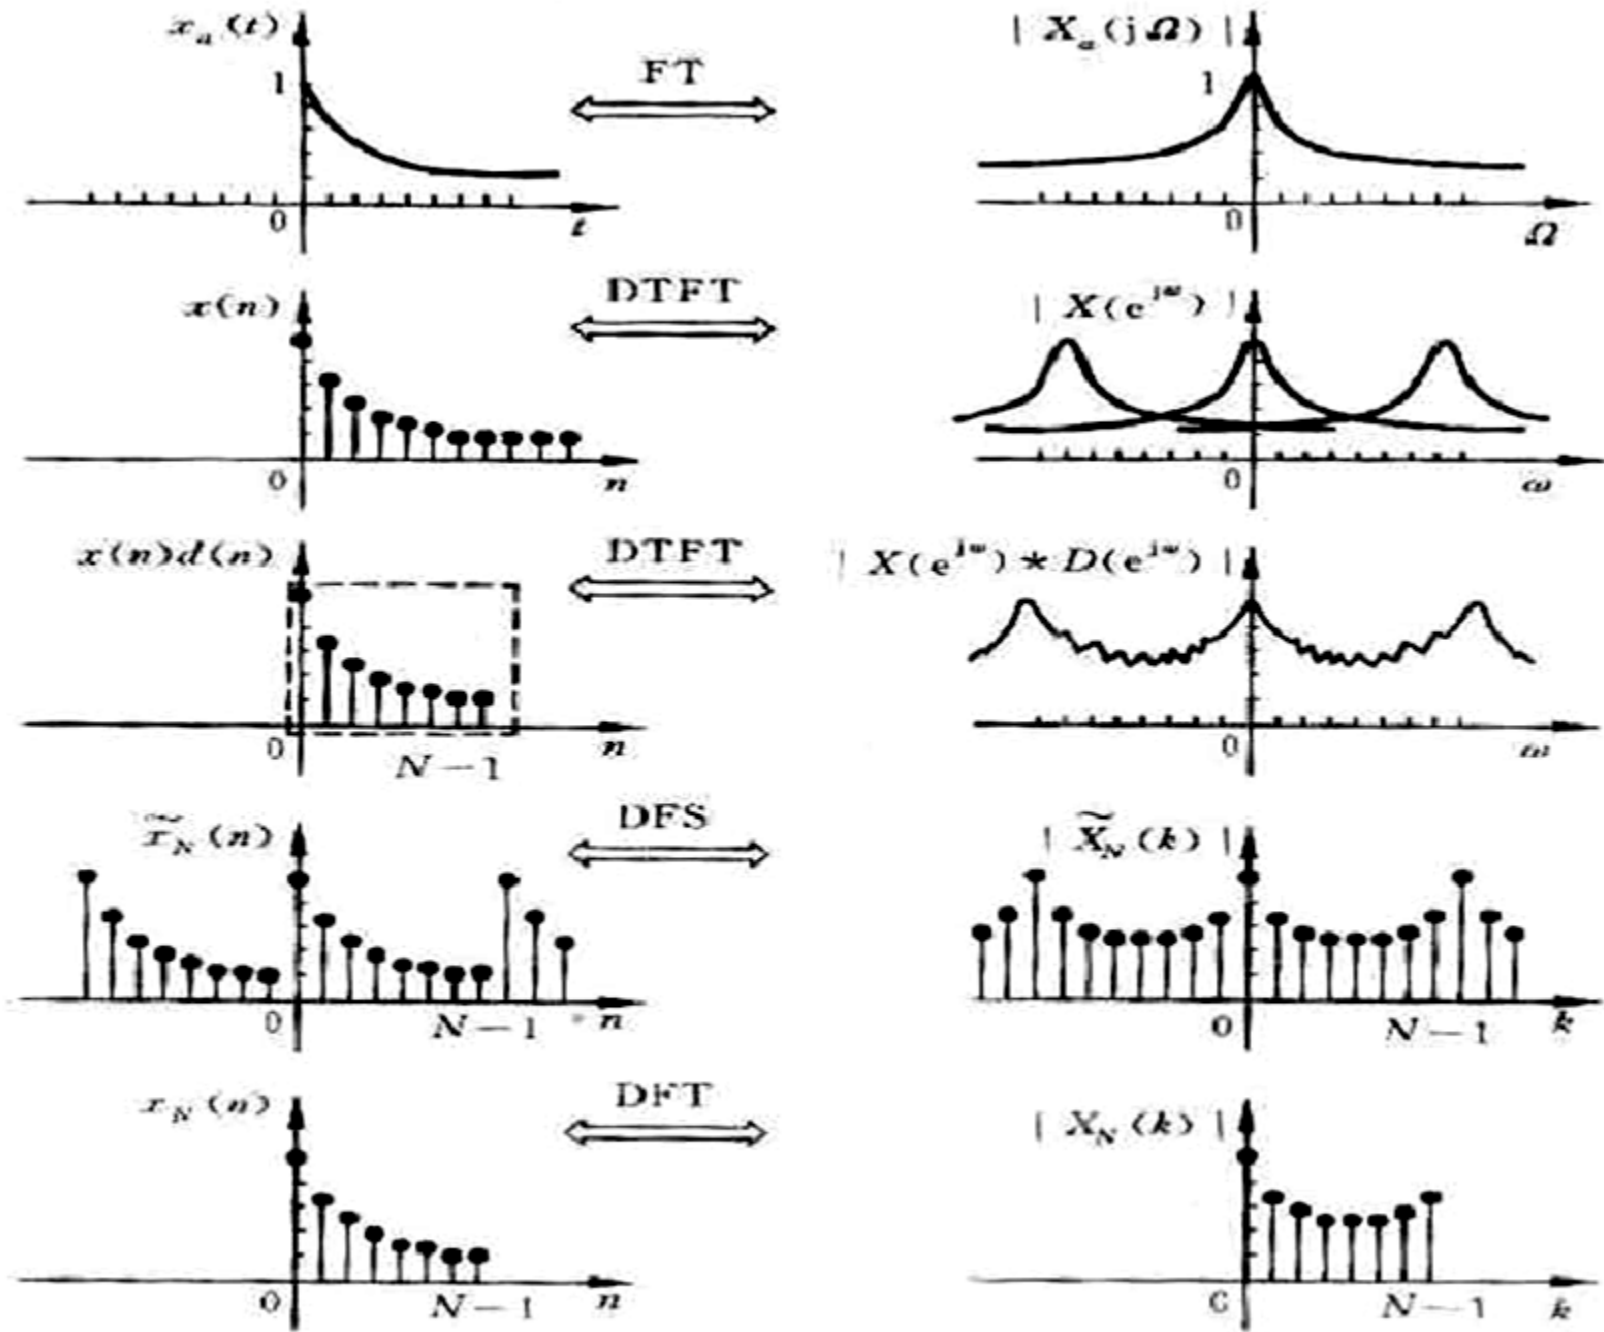 x_a(t)
FT
| X_a(jΩ) |
1
1
0
t
0
Ω
x(n)
DTFT
| X(e^{jω}) |
0
n
0
ω
x(n)d(n)
DTFT
| X(e^{jω}) * D(e^{jω}) |
0
N-1
n
0
ω
x̃_N(n)
DFS
| X̃_N(k) |
0
N-1
n
0
N-1
k
x_N(n)
DFT
| X_N(k) |
0
N-1
n
0
N-1
k